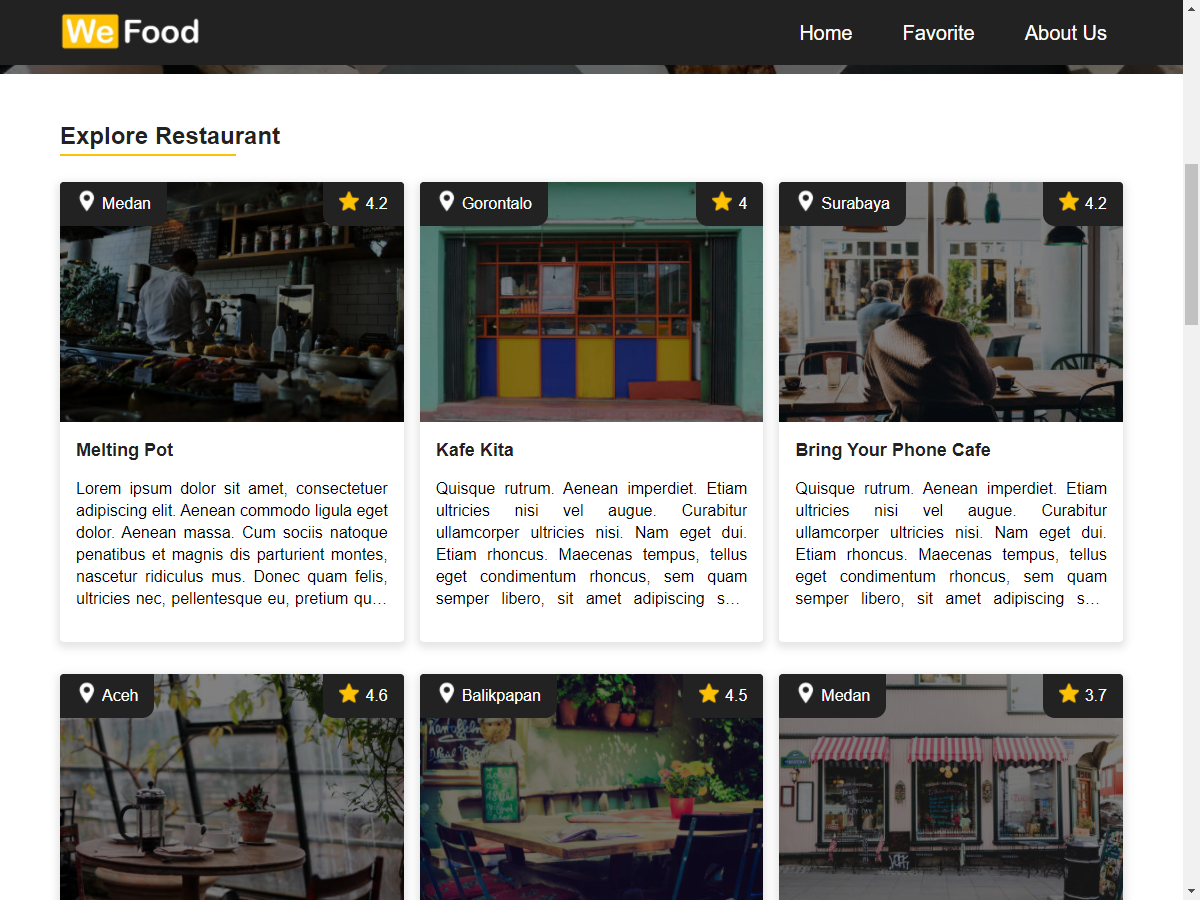 We Food
Home
Favorite
About Us
Explore Restaurant
Medan
4.2
Gorontalo
4
Surabaya
4.2
Melting Pot
Lorem ipsum dolor sit amet, consectetuer
adipiscing elit. Aenean commodo ligula eget
dolor. Aenean massa. Cum sociis natoque
penatibus et magnis dis parturient montes,
nascetur ridiculus mus. Donec quam felis,
ultricies nec, pellentesque eu, pretium qu…
Kafe Kita
Quisque rutrum. Aenean imperdiet. Etiam
ultricies nisi vel augue. Curabitur
ullamcorper ultricies nisi. Nam eget dui.
Etiam rhoncus. Maecenas tempus, tellus
eget condimentum rhoncus, sem quam
semper libero, sit amet adipiscing s…
Bring Your Phone Cafe
Quisque rutrum. Aenean imperdiet. Etiam
ultricies nisi vel augue. Curabitur
ullamcorper ultricies nisi. Nam eget dui.
Etiam rhoncus. Maecenas tempus, tellus
eget condimentum rhoncus, sem quam
semper libero, sit amet adipiscing s…
Aceh
4.6
Balikpapan
4.5
Medan
3.7